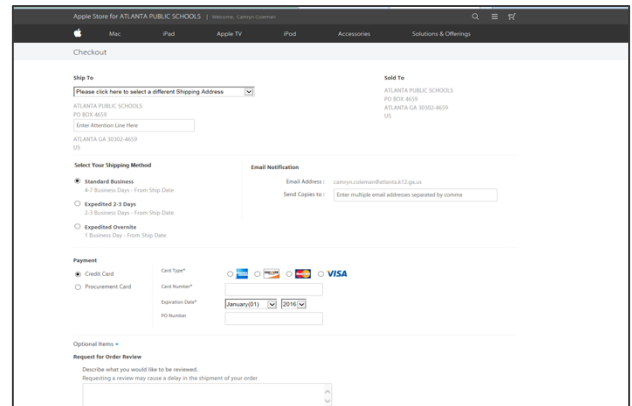 Apple Store for ATLANTA PUBLIC SCHOOLS | Welcome, Camryn Coleman
Mac iPad Apple TV iPod Accessories Solutions & Offerings
Checkout
Ship To
Please click here to select a different Shipping Address
ATLANTA PUBLIC SCHOOLS
PO BOX 4659
Enter Attention Line Here
ATLANTA GA 30302-4659
US
Sold To
ATLANTA PUBLIC SCHOOLS
PO BOX 4659
ATLANTA GA 30302-4659
US
Select Your Shipping Method
Standard Business
4-7 Business Days - From Ship Date
Expedited 2-3 Days
2-3 Business Days - From Ship Date
Expedited Overnite
1 Business Day - From Ship Date
Email Notification
Email Address : camryn.coleman@atlanta.k12.ga.us
Send Copies to : Enter multiple email addresses separated by comma
Payment
Credit Card
Procurement Card
Card Type* VISA
Card Number*
Expiration Date* January(01) 2016
PO Number
Optional Items
Request for Order Review
Describe what you would like to be reviewed.
Requesting a review may cause a delay in the shipment of your order